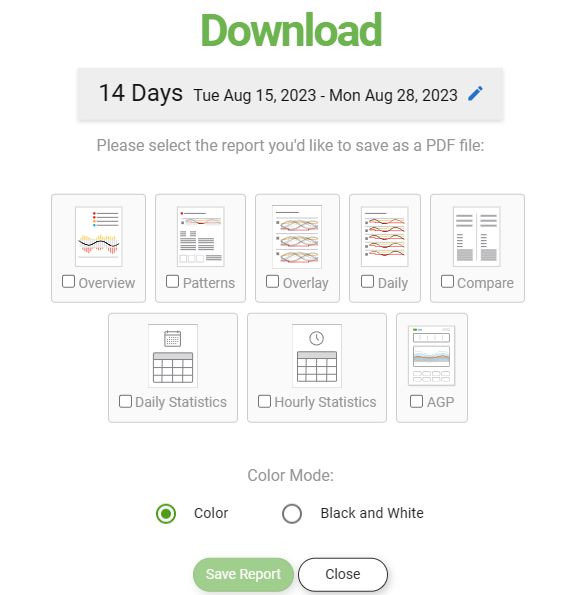 Download
14 Days Tue Aug 15, 2023 - Mon Aug 28, 2023
Please select the report you'd like to save as a PDF file:
Overview Patterns Overlay Daily Compare
Daily Statistics Hourly Statistics AGP
Color Mode:
Color Black and White
Save Report Close